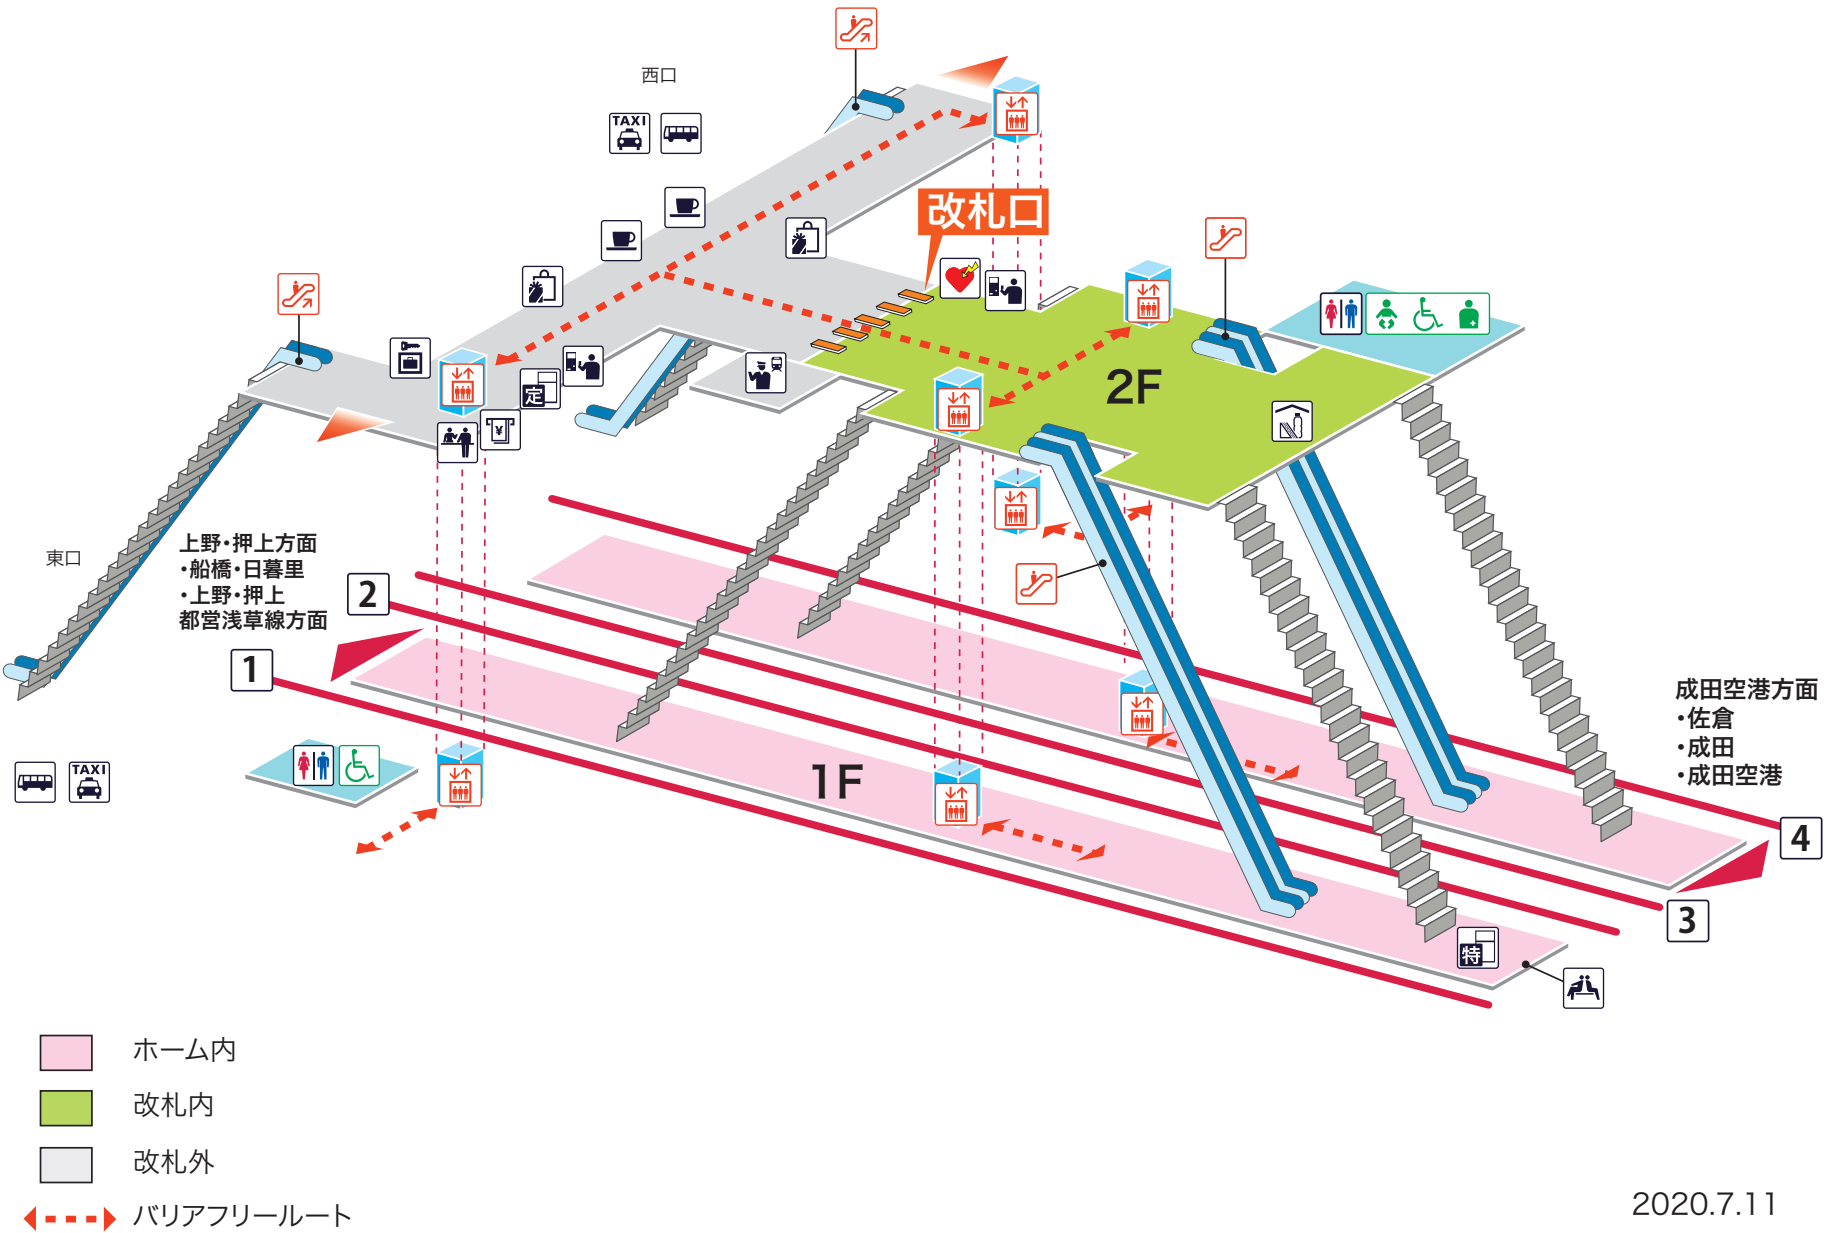 西口
TAXI
改札口
2F
定
¥
東口
上野・押上方面
・船橋・日暮里
・上野・押上
都営浅草線方面
2
1
1F
TAXI
成田空港方面
・佐倉
・成田
・成田空港
4
3
特
ホーム内
改札内
改札外
バリアフリールート
2020.7.11